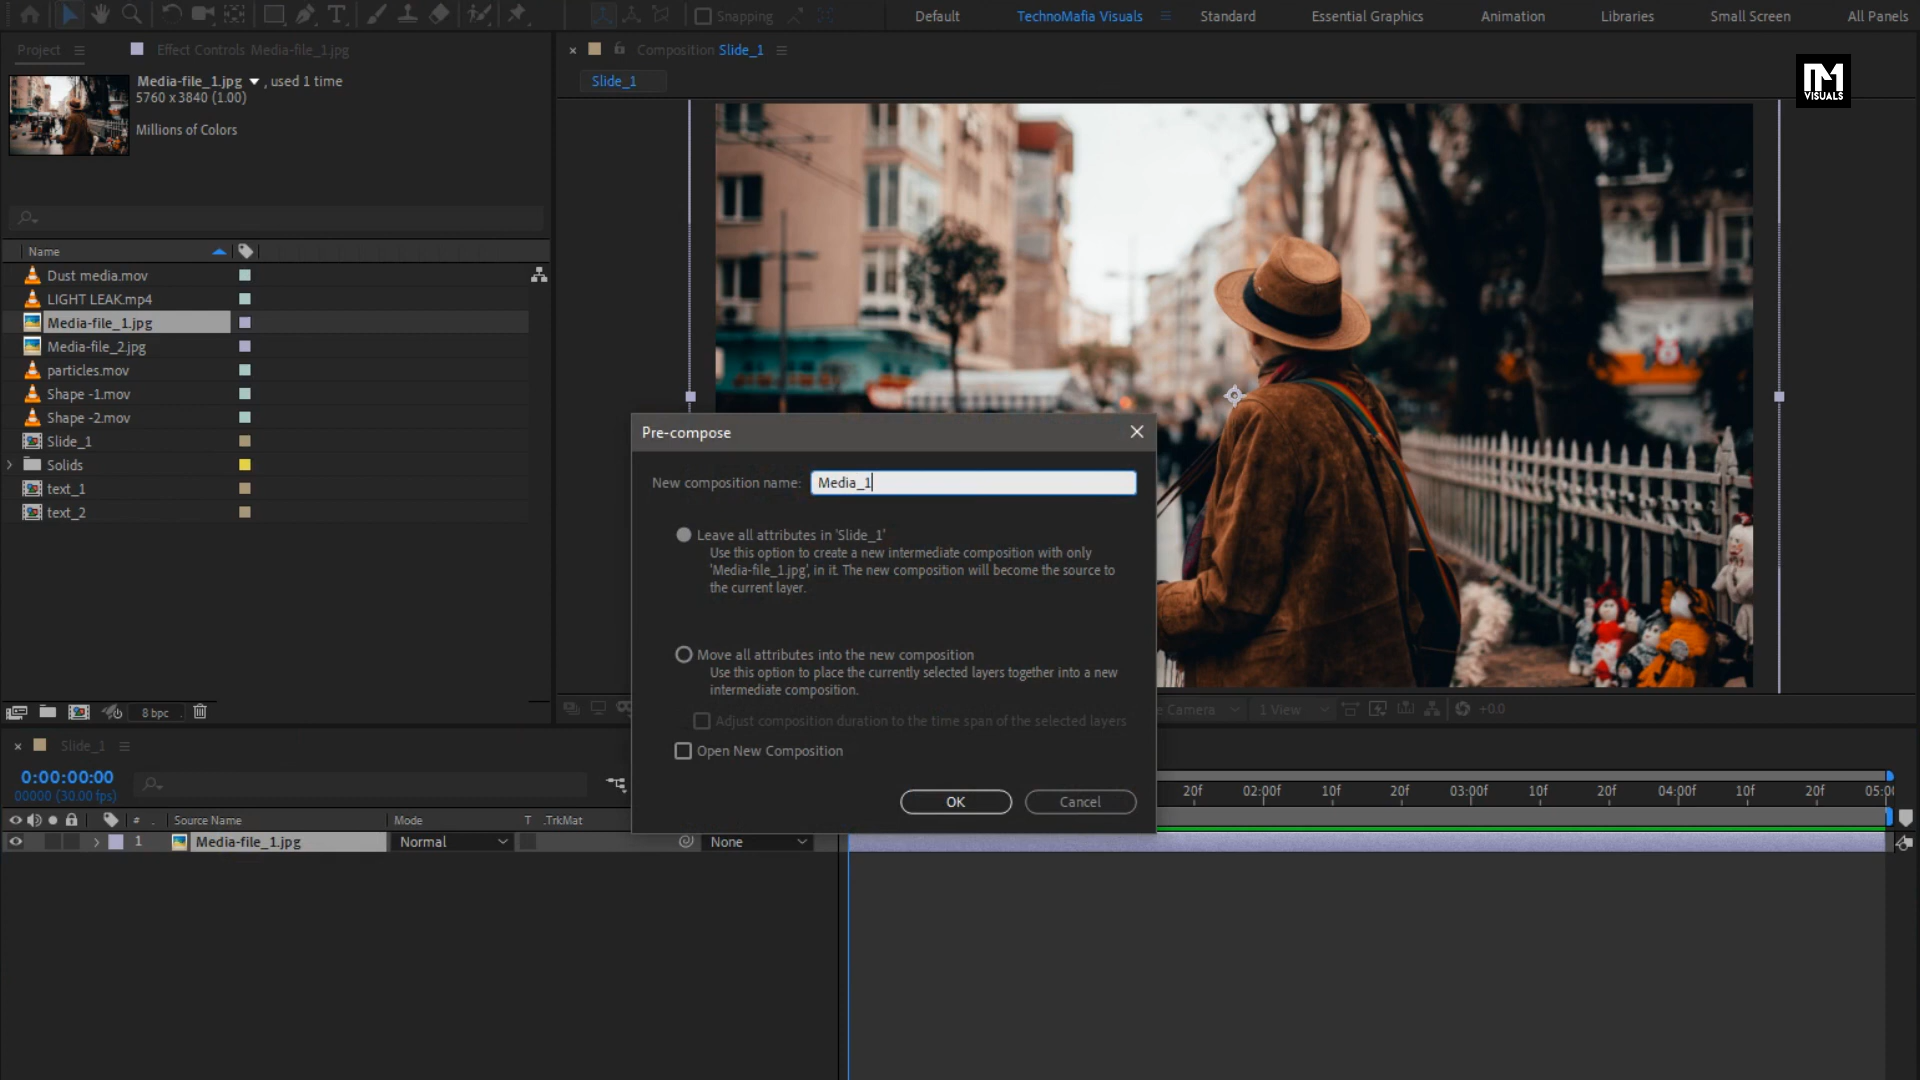 Snapping
Default
TechnoMafia Visuals
Standard
Essential Graphics
Animation
Libraries
Small Screen
All Panels
Project
Effect Controls Media-file_1.jpg
Composition Slide_1
Slide_1
VISUALS
Media-file_1.jpg , used 1 time
5760 x 3840 (1.00)
Millions of Colors
Name
Dust media.mov
LIGHT LEAK.mp4
Media-file_1.jpg
Media-file_2.jpg
particles.mov
Shape -1.mov
Shape -2.mov
Slide_1
Solids
text_1
text_2
8 bpc
Pre-compose
New composition name: Media_1
Leave all attributes in 'Slide_1'
Use this option to create a new intermediate composition with only
'Media-file_1.jpg', in it. The new composition will become the source to
the current layer.
Move all attributes into the new composition
Use this option to place the currently selected layers together into a new
intermediate composition.
Adjust composition duration to the time span of the selected layers
Open New Composition
OK
Cancel
Camera
1 View
+0.0
Slide_1
0:00:00:00
00000 (30.00 fps)
20f
02:00f
10f
20f
03:00f
10f
20f
04:00f
10f
20f
05:00
# Source Name
Mode
T .TrkMat
1
Media-file_1.jpg
Normal
None